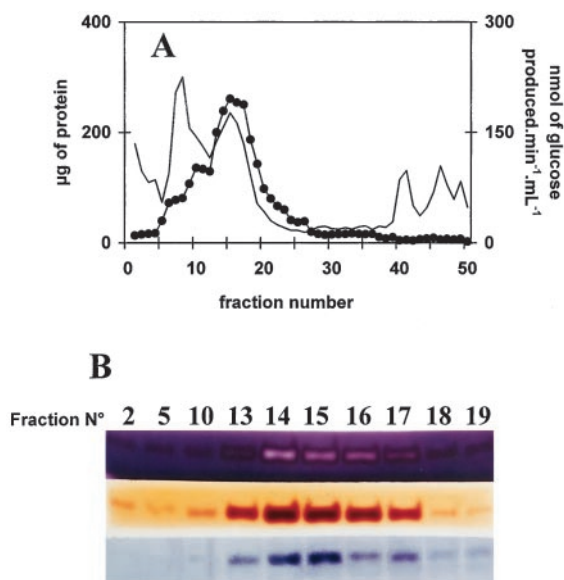 A
400
200
0
µg of protein
300
150
0
nmol of glucose
produced.min⁻¹.mL⁻¹
0 10 20 30 40 50
fraction number
B
Fraction N° 2 5 10 13 14 15 16 17 18 19